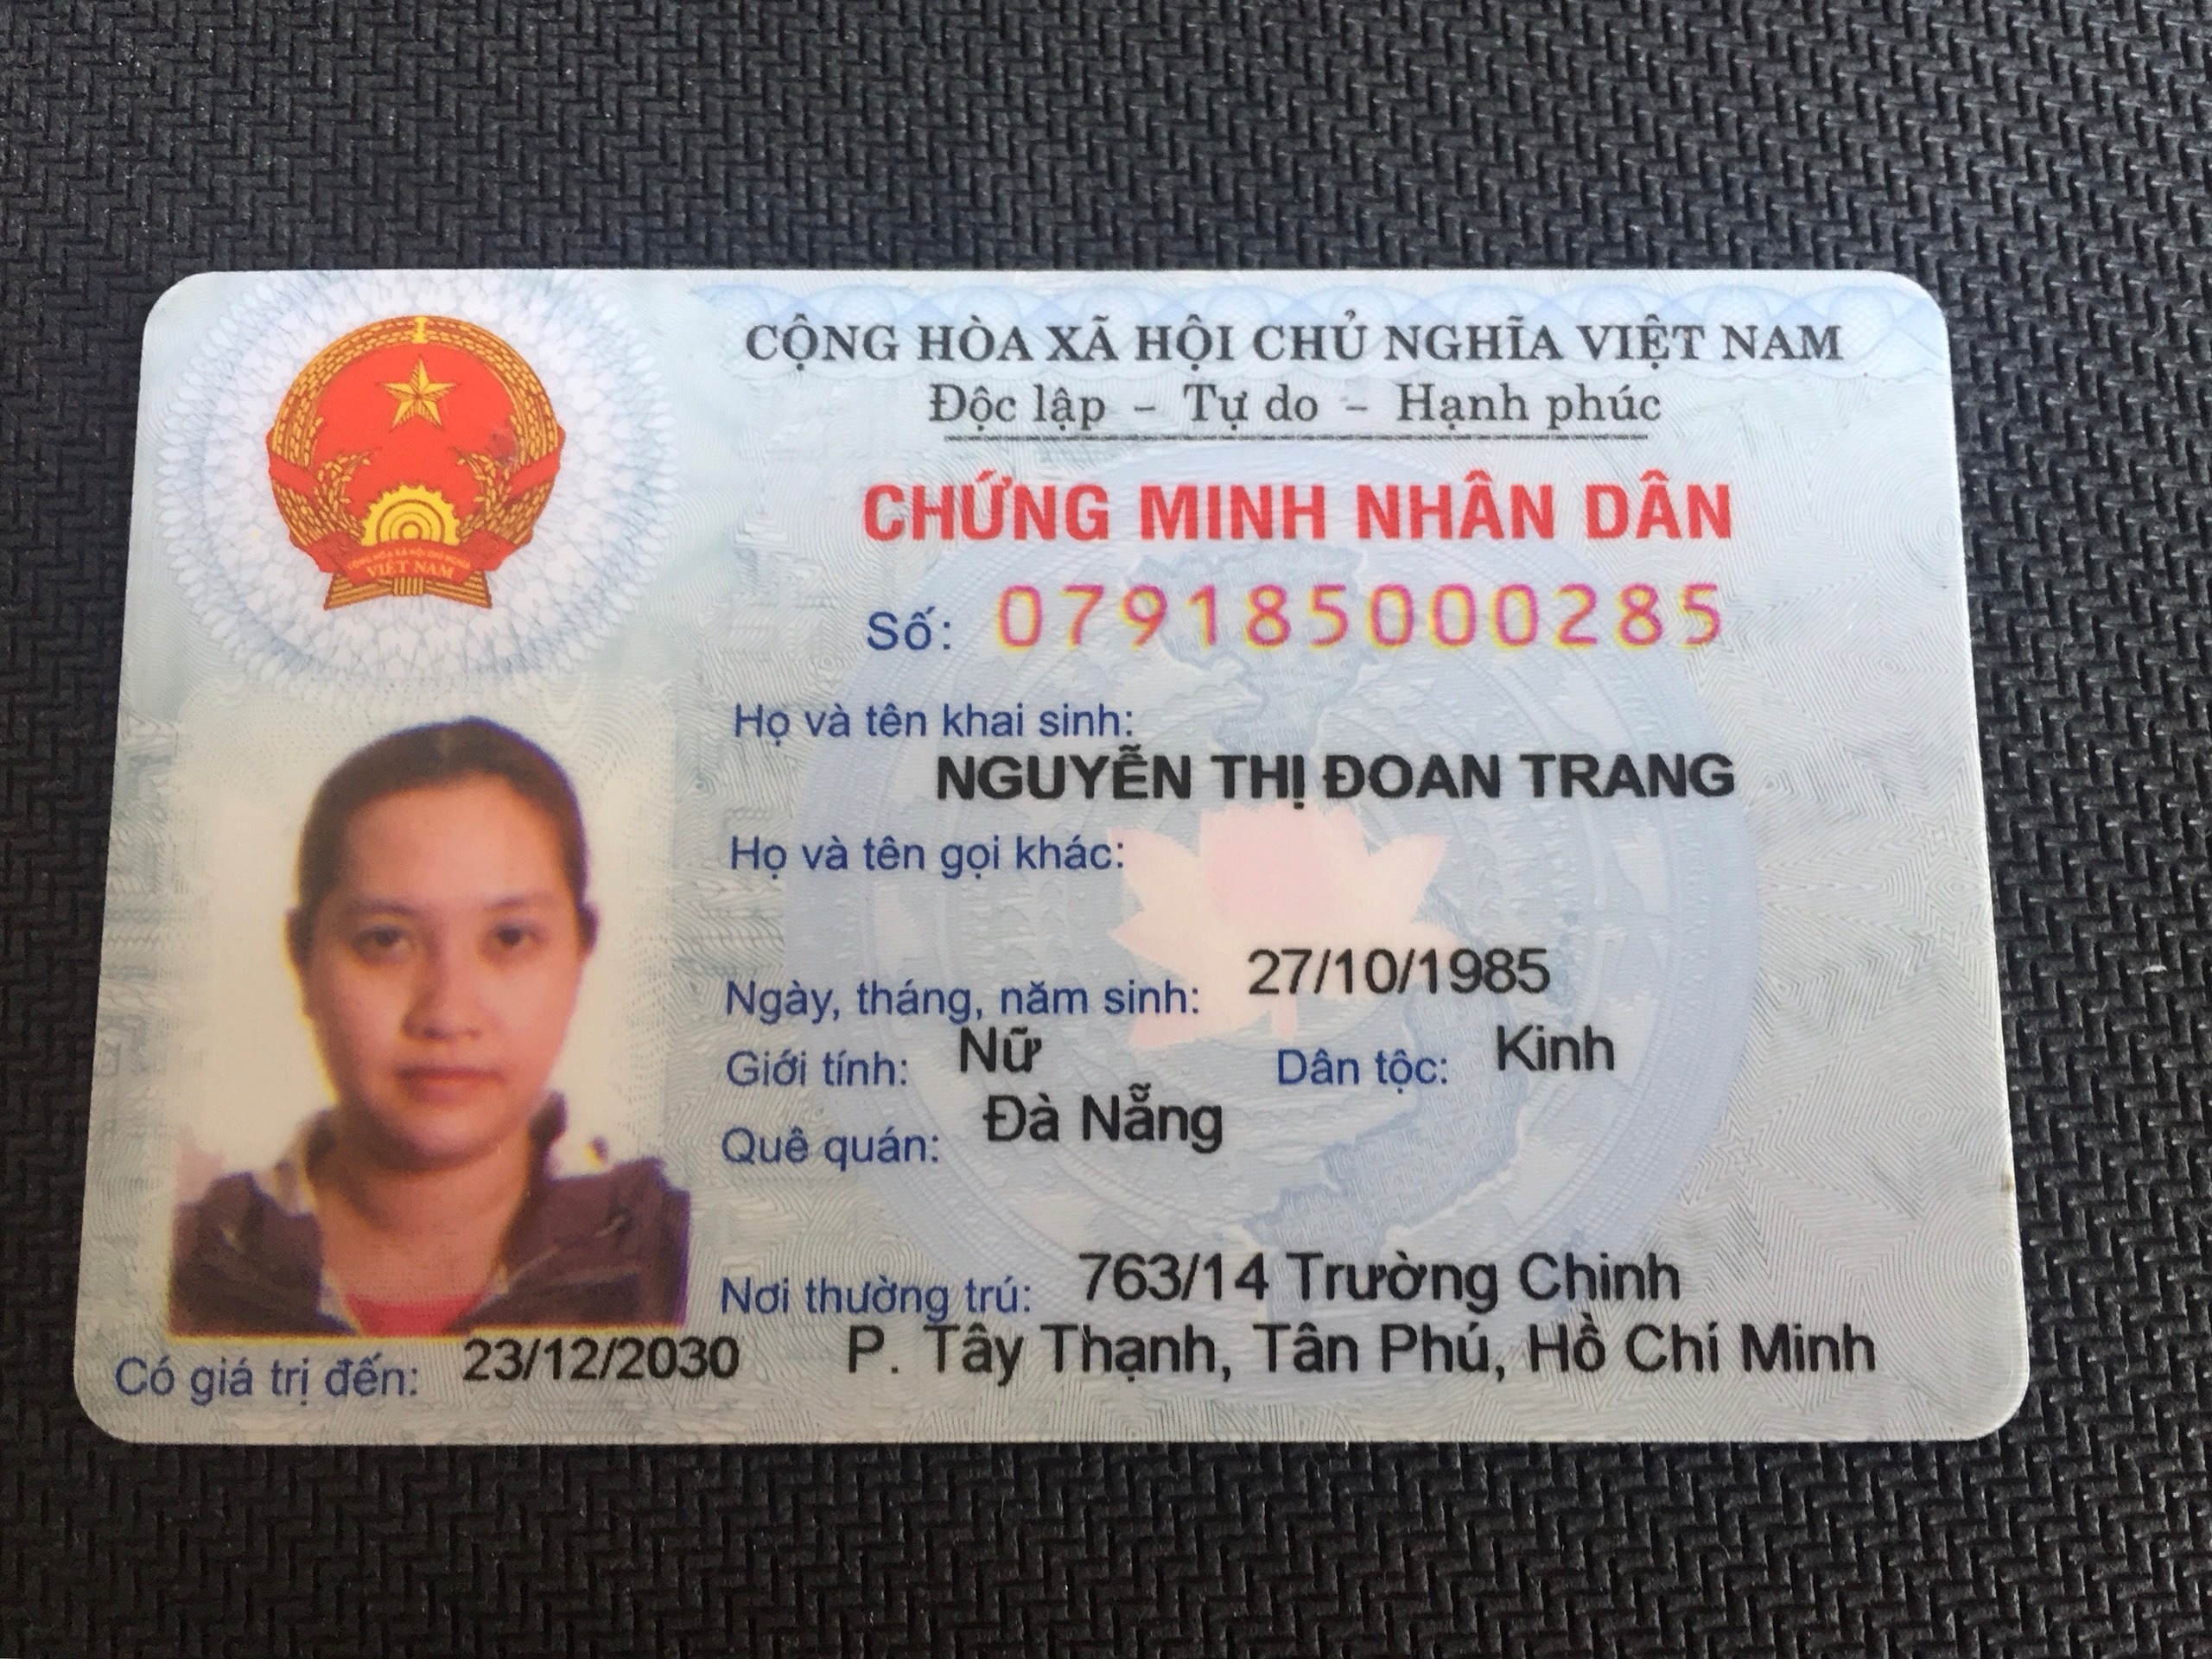 CỘNG HÒA XÃ HỘI CHỦ NGHĨA VIỆT NAM
Độc lập – Tự do – Hạnh phúc
CHỨNG MINH NHÂN DÂN
Số: 079185000285
Họ và tên khai sinh:
NGUYỄN THỊ ĐOAN TRANG
Họ và tên gọi khác:
Ngày, tháng, năm sinh: 27/10/1985
Giới tính: Nữ Dân tộc: Kinh
Quê quán: Đà Nẵng
Nơi thường trú: 763/14 Trường Chinh
P. Tây Thạnh, Tân Phú, Hồ Chí Minh
Có giá trị đến: 23/12/2030
CỘNG HÒA XÃ HỘI CHỦ NGHĨA
VIỆT NAM